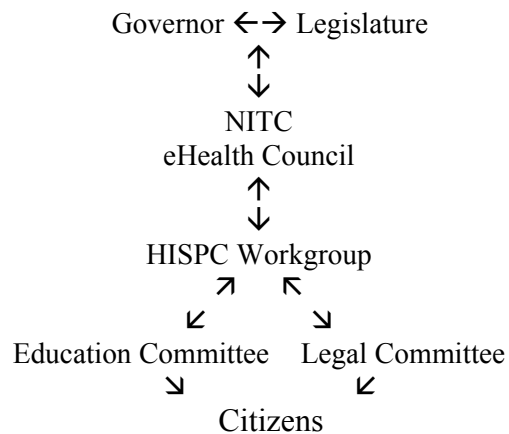 Governor ←→ Legislature
NITC
eHealth Council
HISPC Workgroup
Education Committee Legal Committee
Citizens